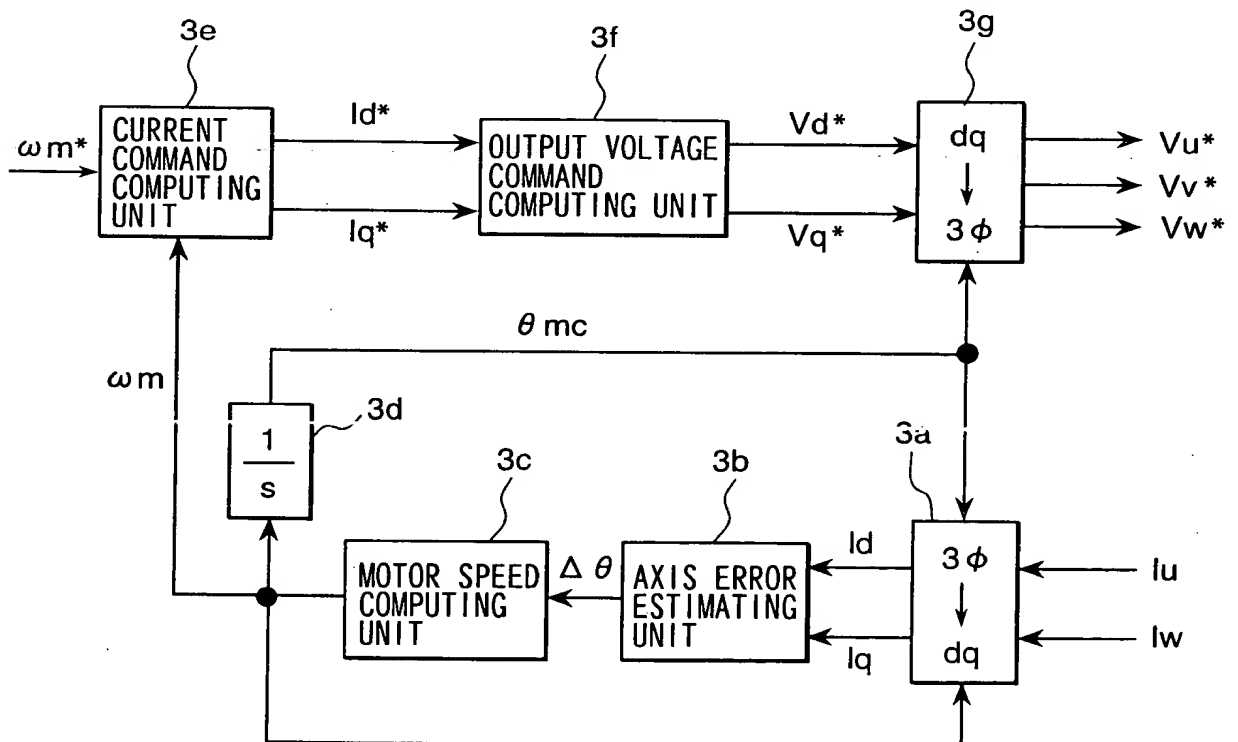 3e
3f
3g
ωm*
CURRENT
COMMAND
COMPUTING
UNIT
Id*
Iq*
OUTPUT VOLTAGE
COMMAND
COMPUTING UNIT
Vd*
Vq*
dq
↓
3φ
Vu*
Vv*
Vw*
θmc
ωm
1
s
3d
3c
3b
3a
MOTOR SPEED
COMPUTING
UNIT
Δθ
AXIS ERROR
ESTIMATING
UNIT
Id
Iq
3φ
↓
dq
Iu
Iw